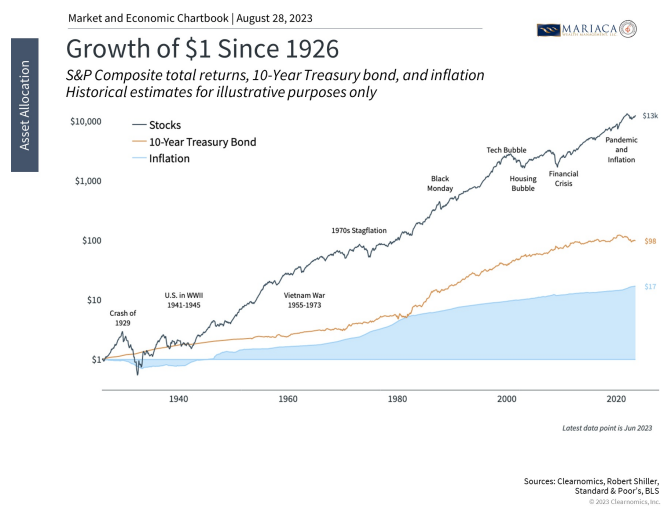 Market and Economic Chartbook | August 28, 2023
MARIACA
WEALTH MANAGEMENT, LLC
Asset Allocation
Growth of $1 Since 1926
S&P Composite total returns, 10-Year Treasury bond, and inflation
Historical estimates for illustrative purposes only
$10,000
$1,000
$100
$10
$1
Stocks
10-Year Treasury Bond
Inflation
Crash of
1929
U.S. in WWII
1941-1945
Vietnam War
1955-1973
1970s Stagflation
Black
Monday
Tech Bubble
Housing
Bubble
Financial
Crisis
Pandemic
and
Inflation
$13k
$98
$17
1940
1960
1980
2000
2020
Latest data point is Jun 2023
Sources: Clearnomics, Robert Shiller,
Standard & Poor's, BLS
© 2023 Clearnomics, Inc.